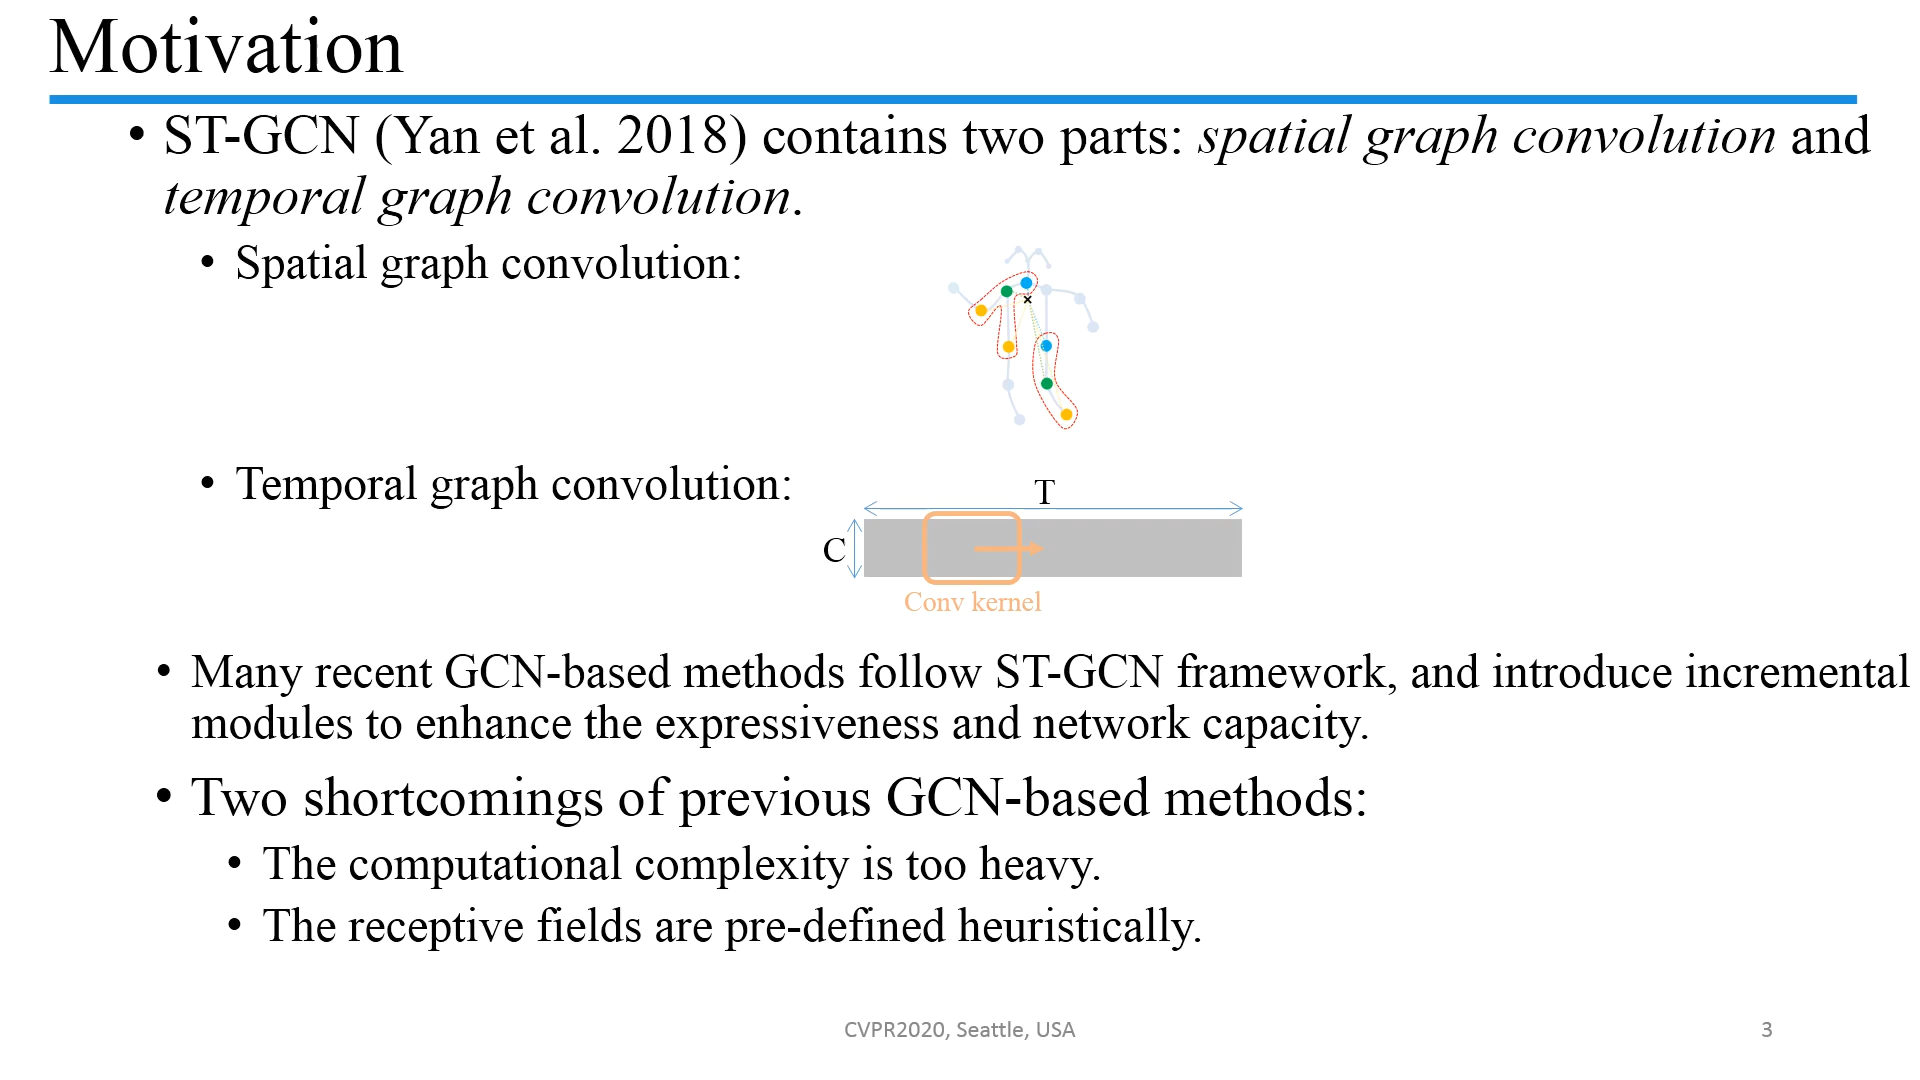 Motivation
• ST-GCN (Yan et al. 2018) contains two parts: spatial graph convolution and
temporal graph convolution.
• Spatial graph convolution:
• Temporal graph convolution:
T
C
Conv kernel
• Many recent GCN-based methods follow ST-GCN framework, and introduce incremental
modules to enhance the expressiveness and network capacity.
• Two shortcomings of previous GCN-based methods:
• The computational complexity is too heavy.
• The receptive fields are pre-defined heuristically.
CVPR2020, Seattle, USA
3